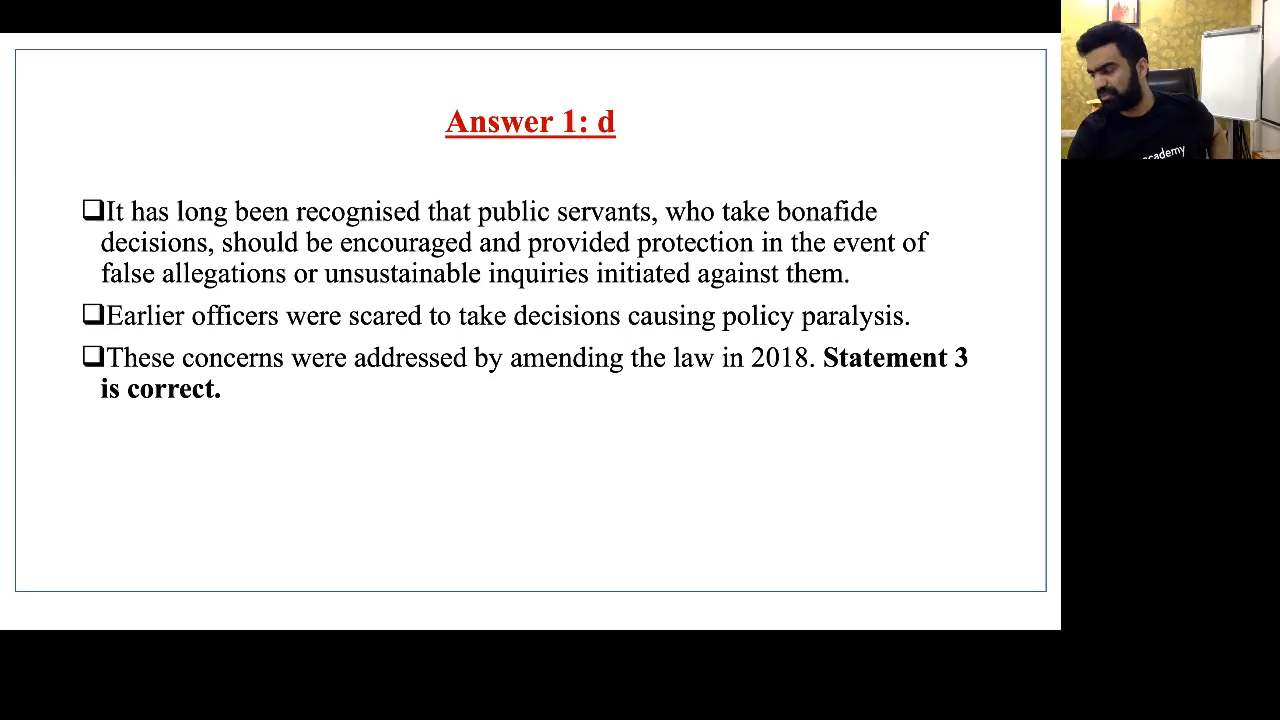 Answer 1: d
❑It has long been recognised that public servants, who take bonafide
decisions, should be encouraged and provided protection in the event of
false allegations or unsustainable inquiries initiated against them.
❑Earlier officers were scared to take decisions causing policy paralysis.
❑These concerns were addressed by amending the law in 2018. Statement 3
is correct.